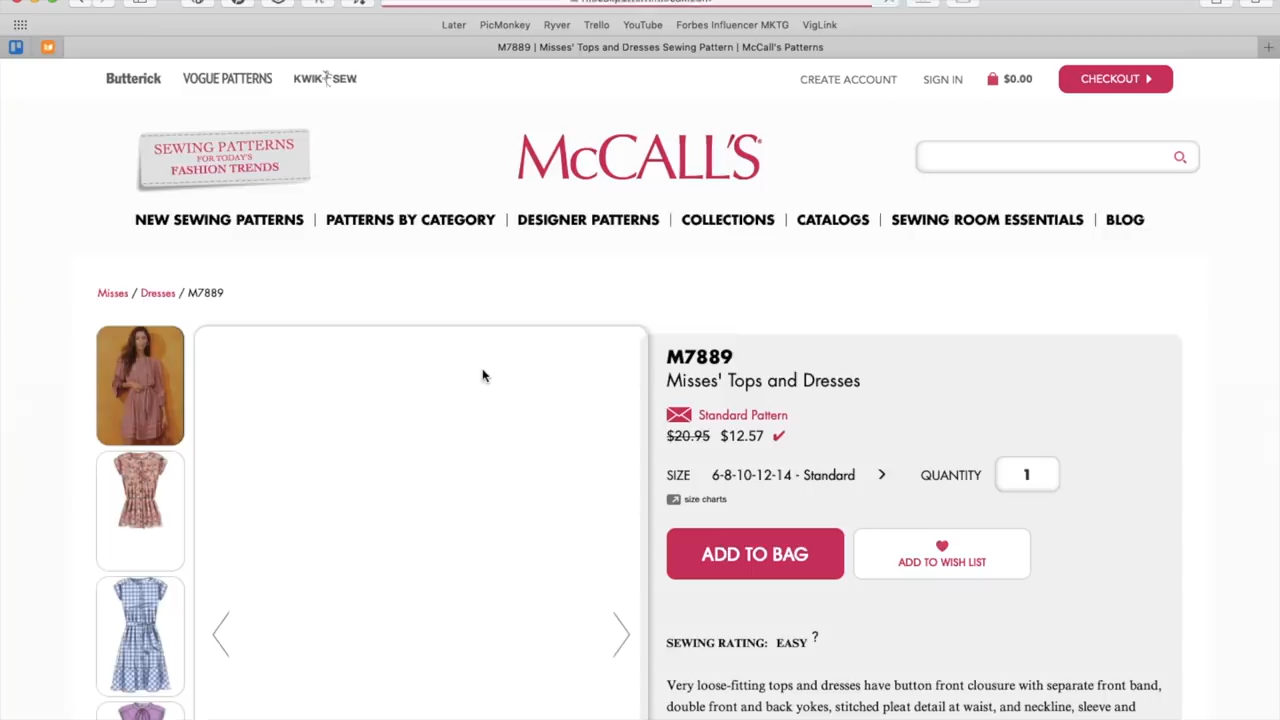 Later PicMonkey Ryver Trello YouTube Forbes Influencer MKTG VigLink
M7889 | Misses' Tops and Dresses Sewing Pattern | McCall's Patterns
Butterick VOGUE PATTERNS KWIK SEW CREATE ACCOUNT SIGN IN $0.00 CHECKOUT
SEWING PATTERNS
FOR TODAY'S
FASHION TRENDS
McCALL'S
NEW SEWING PATTERNS | PATTERNS BY CATEGORY | DESIGNER PATTERNS | COLLECTIONS | CATALOGS | SEWING ROOM ESSENTIALS | BLOG
Misses / Dresses / M7889
M7889
Misses' Tops and Dresses
Standard Pattern
$20.95 $12.57
SIZE 6-8-10-12-14 - Standard > QUANTITY 1
size charts
ADD TO BAG
ADD TO WISH LIST
SEWING RATING: EASY ?
Very loose-fitting tops and dresses have button front clousure with separate front band,
double front and back yokes, stitched pleat detail at waist, and neckline, sleeve and